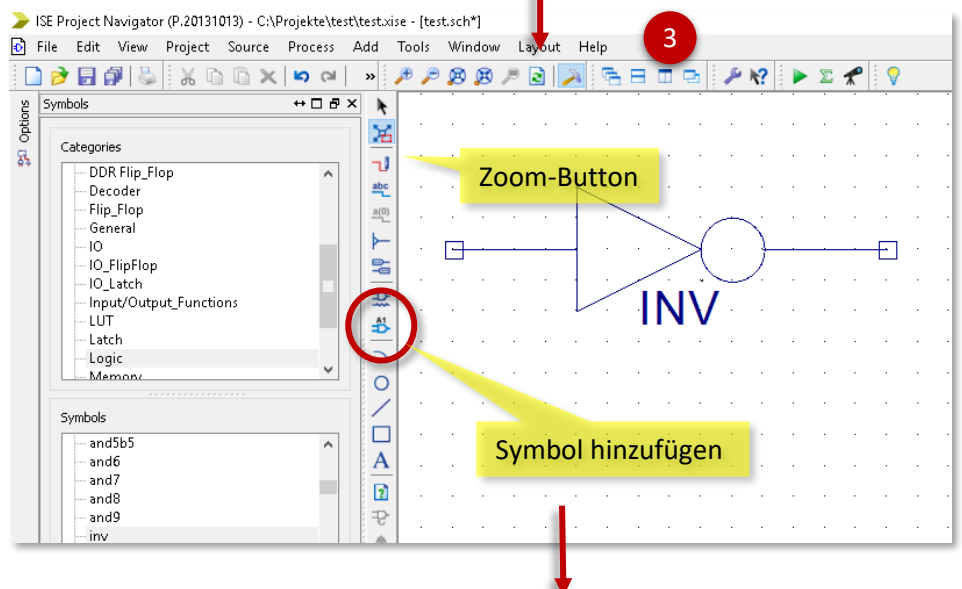 ISE Project Navigator (P.20131013) - C:\Projekte\test\test.xise - [test.sch*]
File Edit View Project Source Process Add Tools Window Layout Help
3
»
Options
Symbols
Categories
DDR Flip_Flop
Decoder
Flip_Flop
General
IO
IO_FlipFlop
IO_Latch
Input/Output_Functions
LUT
Latch
Logic
Memory
abc
a(0)
A1
A
Zoom-Button
INV
Symbol hinzufügen
Symbols
and5b5
and6
and7
and8
and9
inv